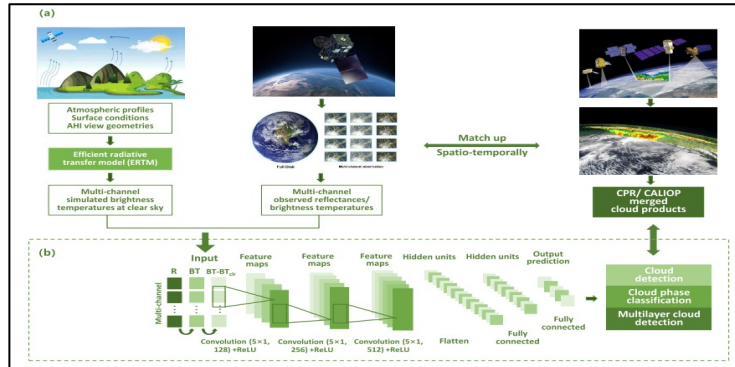 (a)
Atmospheric profiles
Surface conditions
AHI view geometries
Efficient radiative
transfer model (ERTM)
Multi-channel
simulated brightness
temperatures at clear sky
Full Disk
Multi-channel observation
Multi-channel
observed reflectances/
brightness temperatures
Match up
Spatio-temporally
CPR/ CALIOP
merged
cloud products
(b)
Input
R BT BT-BTclr
Multi-channel
Feature
maps
Feature
maps
Feature
maps
Hidden units
Hidden units
Output
prediction
Convolution (5×1,
128) +ReLU
Convolution (5×1,
256) +ReLU
Convolution (5×1,
512) +ReLU
Flatten
Fully
connected
Fully
connected
Cloud
detection
Cloud phase
classification
Multilayer cloud
detection